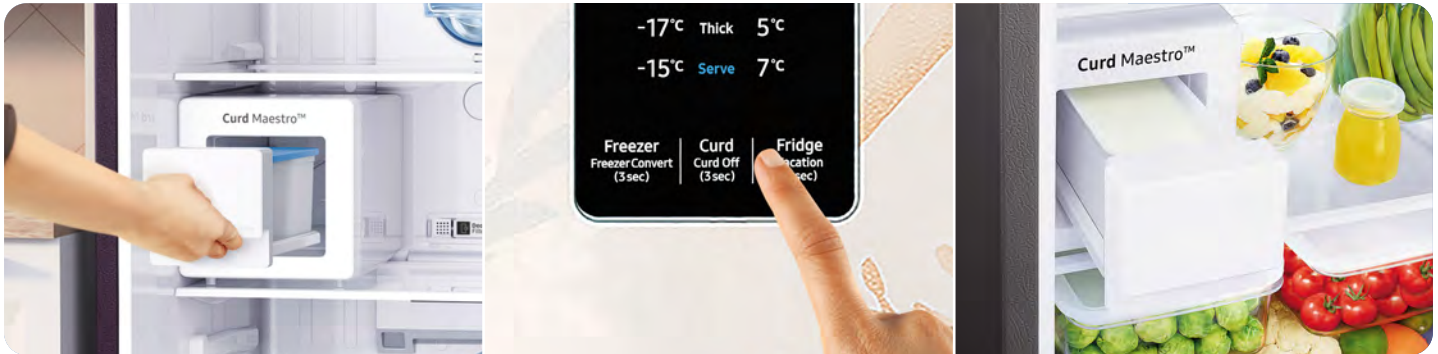 Curd Maestro™
-17°C Thick 5°C
-15°C Serve 7°C
Freezer Curd Fridge
Freezer Convert Curd Off
(3 sec) (3 sec)
Curd Maestro™